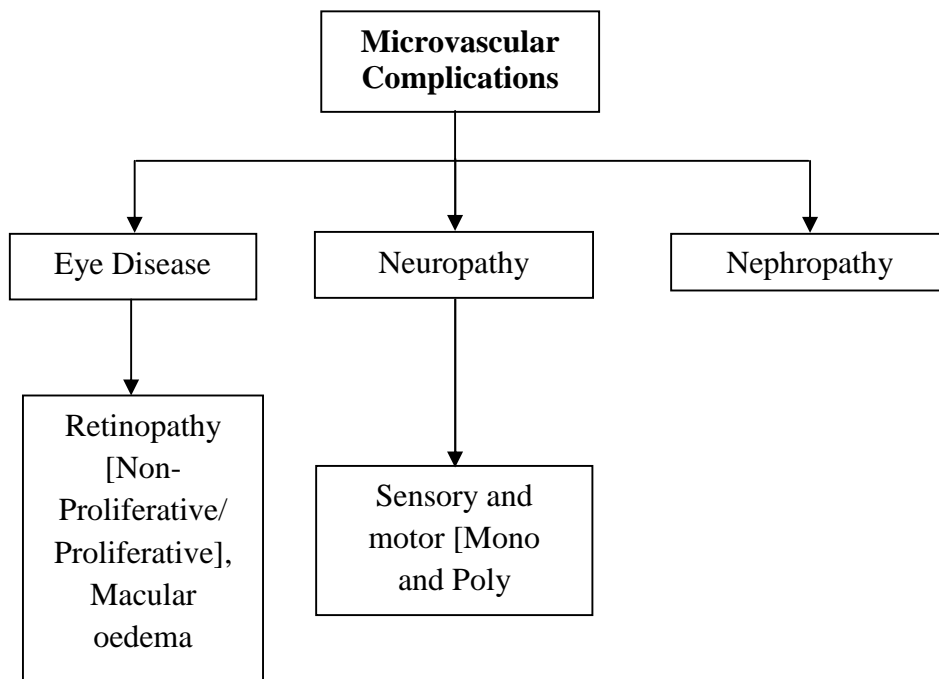 Microvascular
Complications
Eye Disease
Neuropathy
Nephropathy
Retinopathy
[Non-
Proliferative/
Proliferative],
Macular
oedema
Sensory and
motor [Mono
and Poly